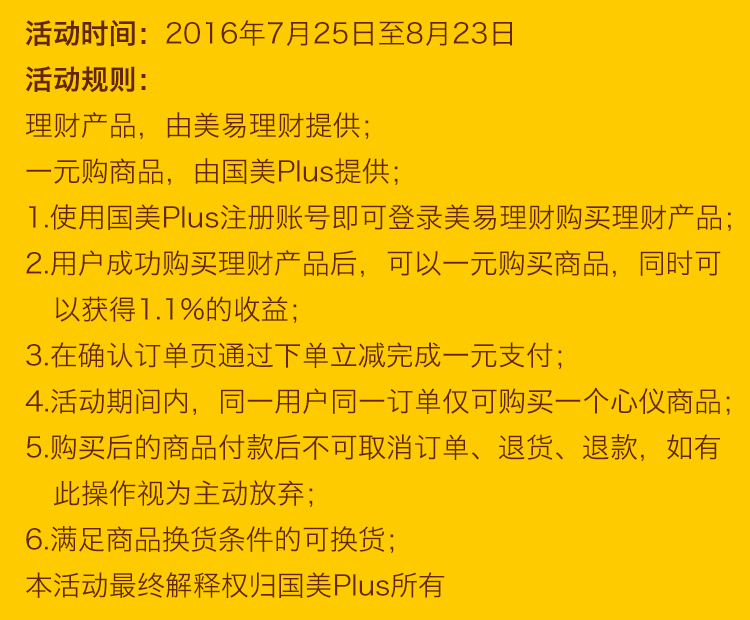 活动时间：2016年7月25日至8月23日
活动规则：
理财产品，由美易理财提供；
一元购商品，由国美Plus提供；
1.使用国美Plus注册账号即可登录美易理财购买理财产品；
2.用户成功购买理财产品后，可以一元购买商品，同时可
以获得1.1%的收益；
3.在确认订单页通过下单立减完成一元支付；
4.活动期间内，同一用户同一订单仅可购买一个心仪商品；
5.购买后的商品付款后不可取消订单、退货、退款，如有
此操作视为主动放弃；
6.满足商品换货条件的可换货；
本活动最终解释权归国美Plus所有